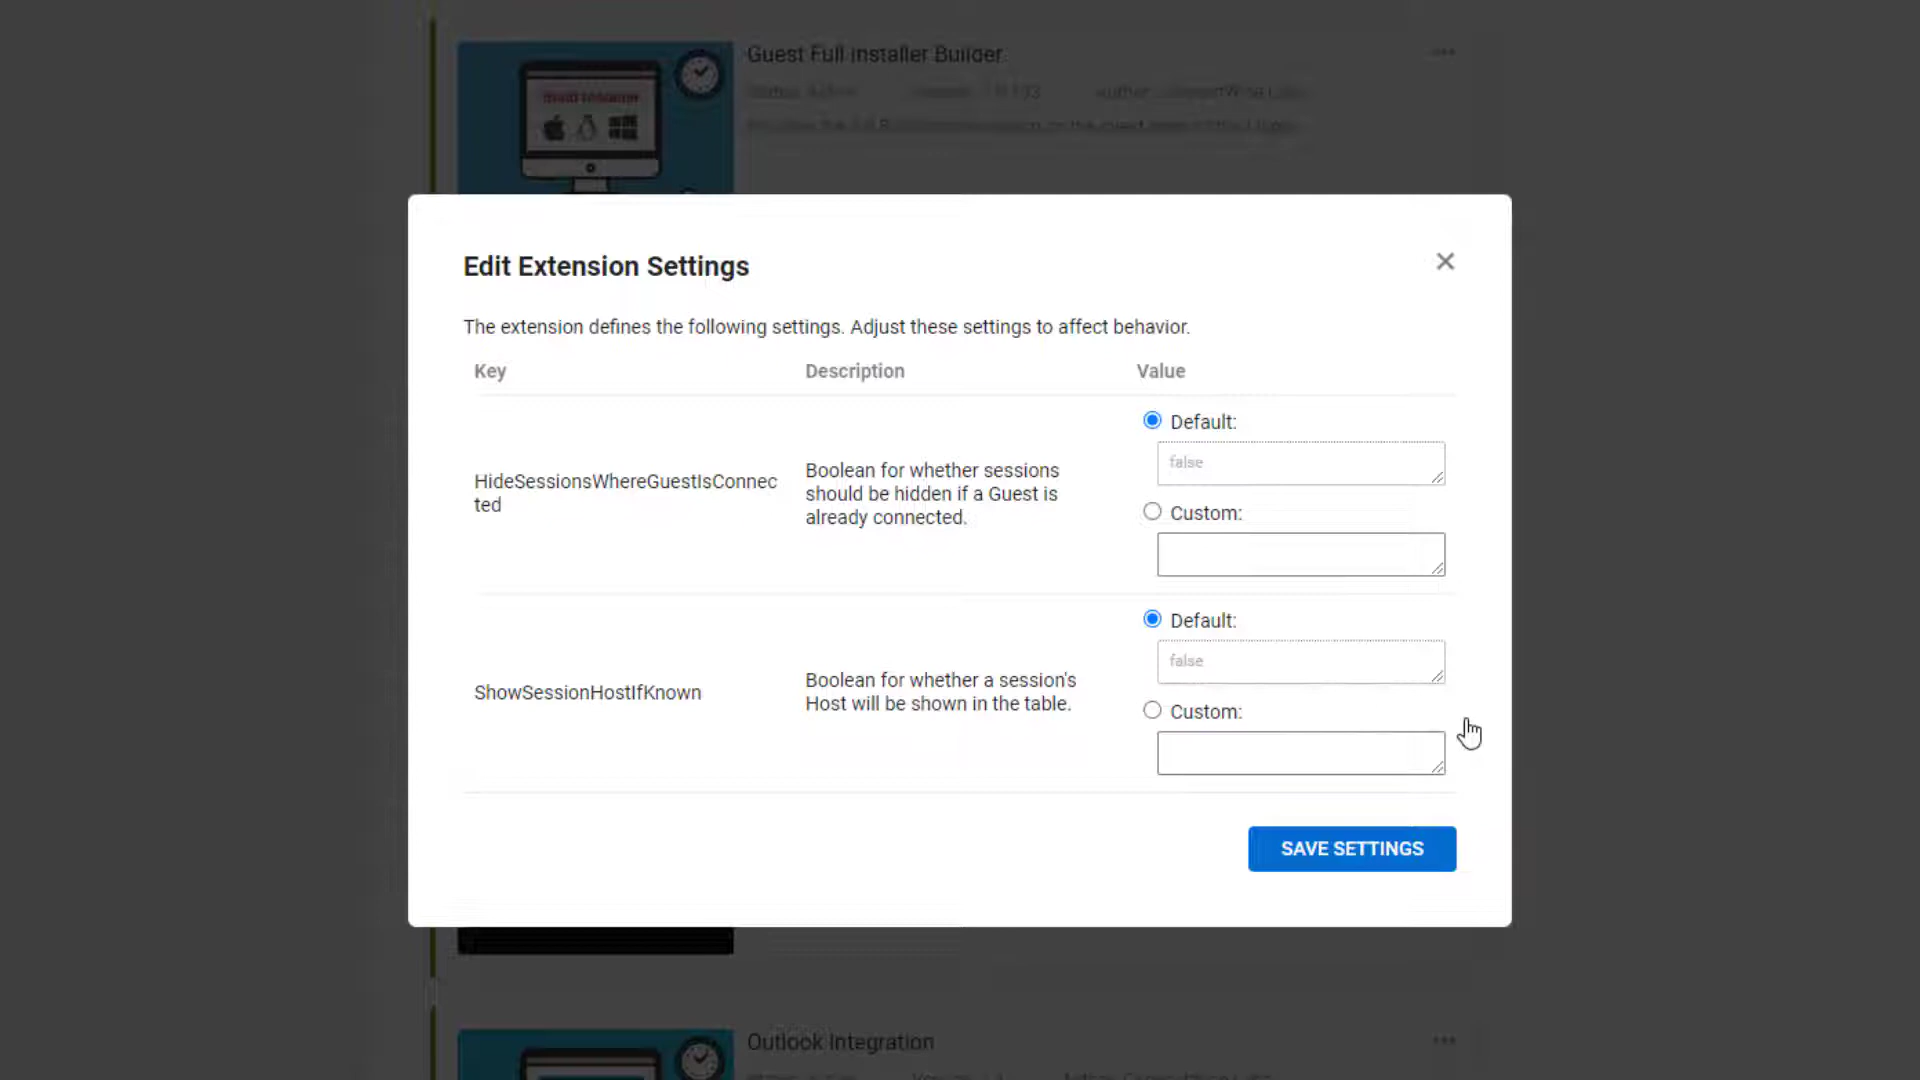 Guest Full Installer Builder
Edit Extension Settings
The extension defines the following settings. Adjust these settings to affect behavior.
Key Description Value
Default:
false
HideSessionsWhereGuestIsConnec
ted
Boolean for whether sessions
should be hidden if a Guest is
already connected.
Custom:
Default:
false
ShowSessionHostIfKnown
Boolean for whether a session's
Host will be shown in the table.
Custom:
SAVE SETTINGS
Outlook Integration